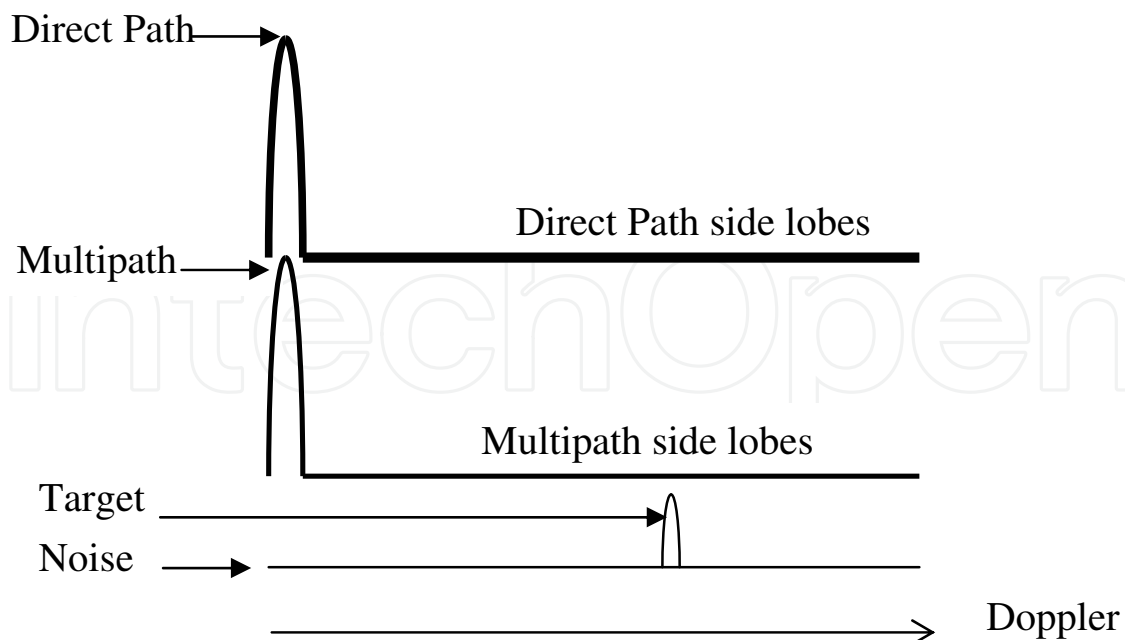 Direct Path
Direct Path side lobes
Multipath
intechOpen
Multipath side lobes
Target
Noise
Doppler